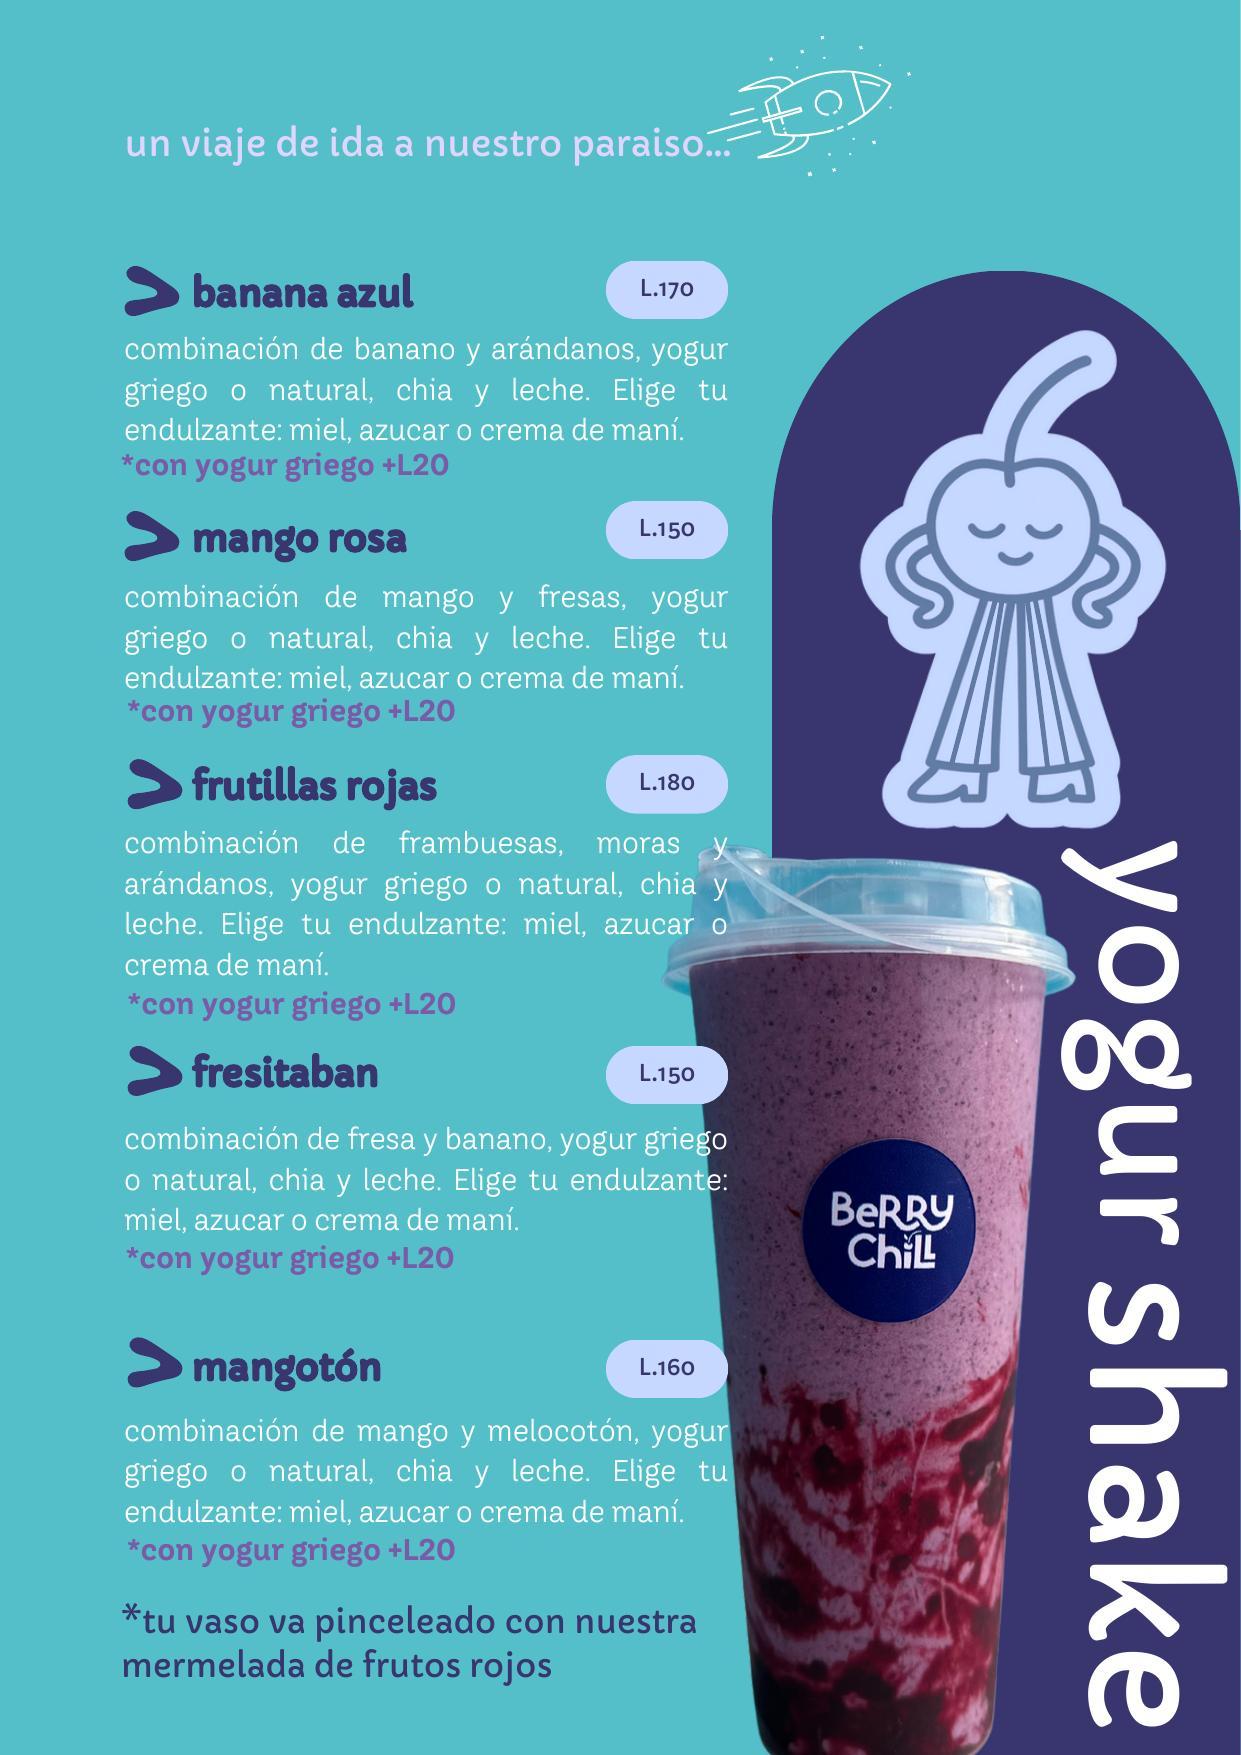 un viaje de ida a nuestro paraiso...
banana azul
L.170
combinación de banano y arándanos, yogur
griego o natural, chia y leche. Elige tu
endulzante: miel, azucar o crema de maní.
*con yogur griego +L20
mango rosa
L.150
combinación de mango y fresas, yogur
griego o natural, chia y leche. Elige tu
endulzante: miel, azucar o crema de maní.
*con yogur griego +L20
frutillas rojas
L.180
combinación de frambuesas, moras y
arándanos, yogur griego o natural, chia y
leche. Elige tu endulzante: miel, azucar o
crema de maní.
*con yogur griego +L20
fresitaban
L.150
combinación de fresa y banano, yogur griego
o natural, chia y leche. Elige tu endulzante:
miel, azucar o crema de maní.
*con yogur griego +L20
mangotón
L.160
combinación de mango y melocotón, yogur
griego o natural, chia y leche. Elige tu
endulzante: miel, azucar o crema de maní.
*con yogur griego +L20
*tu vaso va pinceleado con nuestra
mermelada de frutos rojos
yogur shake
BeRRy
Chill